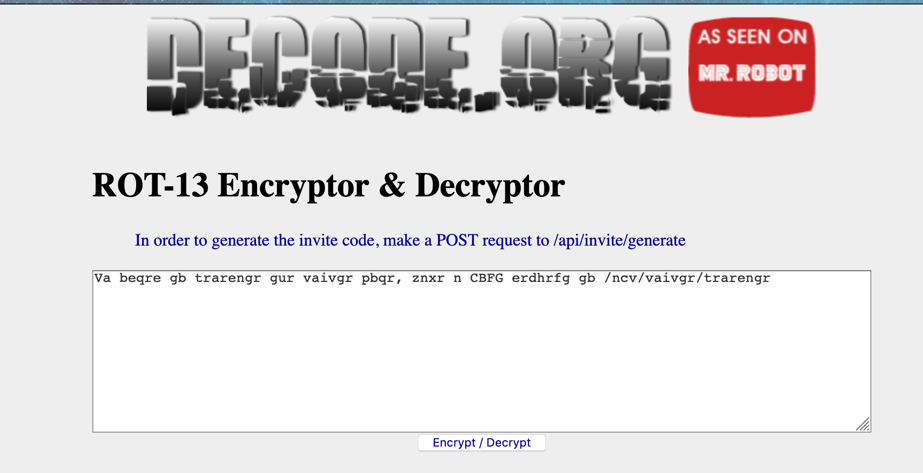 DECODE.ORG
AS SEEN ON
MR. ROBOT
ROT-13 Encryptor & Decryptor
In order to generate the invite code, make a POST request to /api/invite/generate
Va beqre gb trarengr gur vaivgr pbqr, znxr n CBFG erdhrfg gb /ncv/vaivgr/trarengr
Encrypt / Decrypt